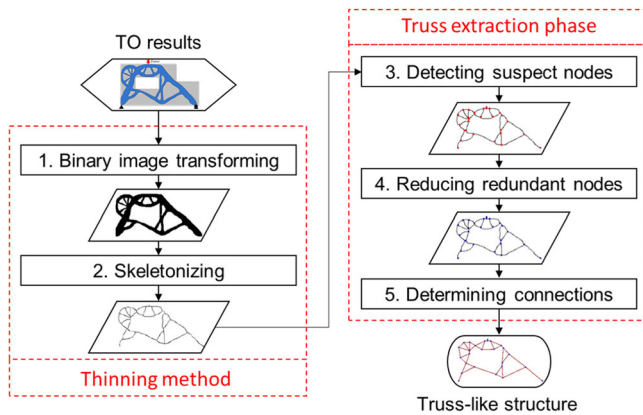 TO results
1. Binary image transforming
2. Skeletonizing
Thinning method
Truss extraction phase
3. Detecting suspect nodes
4. Reducing redundant nodes
5. Determining connections
Truss-like structure